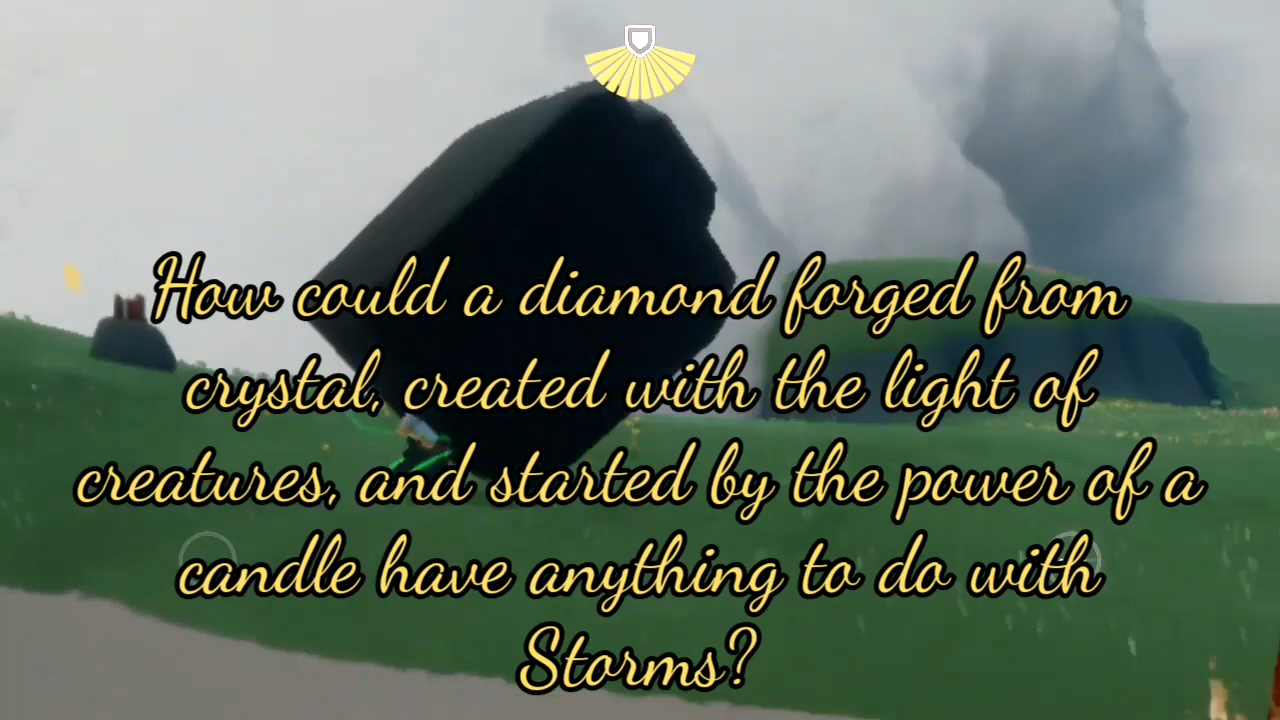 How could a diamond forged from
crystal, created with the light of
creatures, and started by the power of a
candle have anything to do with
Storms?